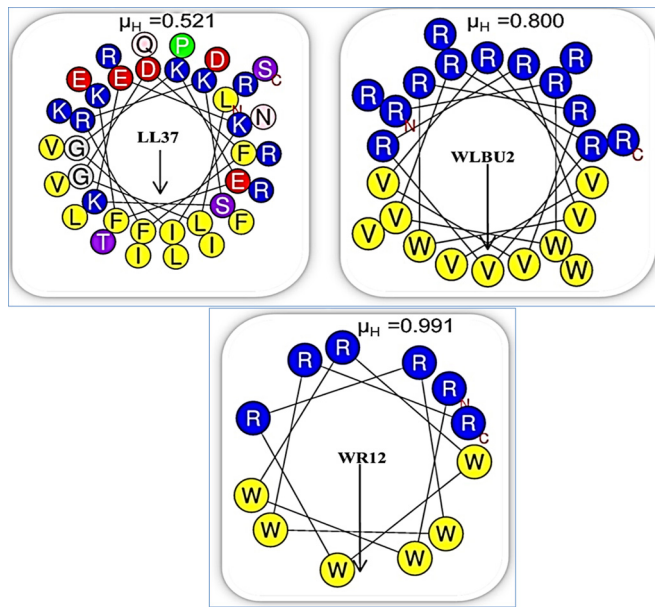 μH =0.521
Q P
R D
E E D K K R S
C
K K L
N
K R K N
LL37
V G F R
V G E R
K S
L F L F
T F I I
I L
μH =0.800
R
R R R R
R R
R
R R
N
R R R
C
WLBU2
V V
V V
V W W
V V V W
μH =0.991
R R R
R
N
R R
C
WR12
W
W
W W
W W